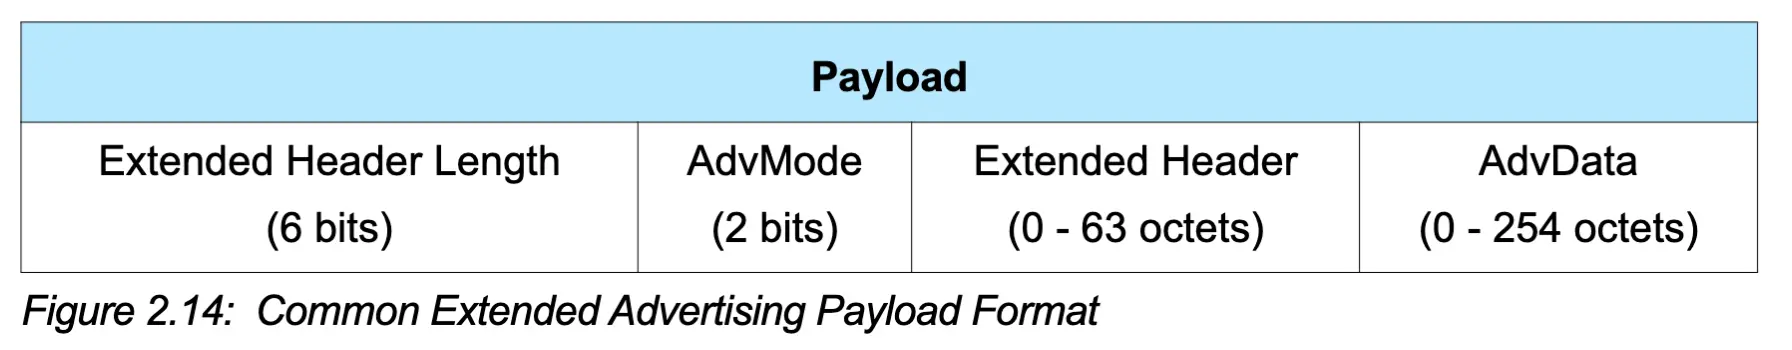 Payload
Extended Header Length AdvMode Extended Header AdvData
(6 bits) (2 bits) (0 - 63 octets) (0 - 254 octets)
Figure 2.14: Common Extended Advertising Payload Format